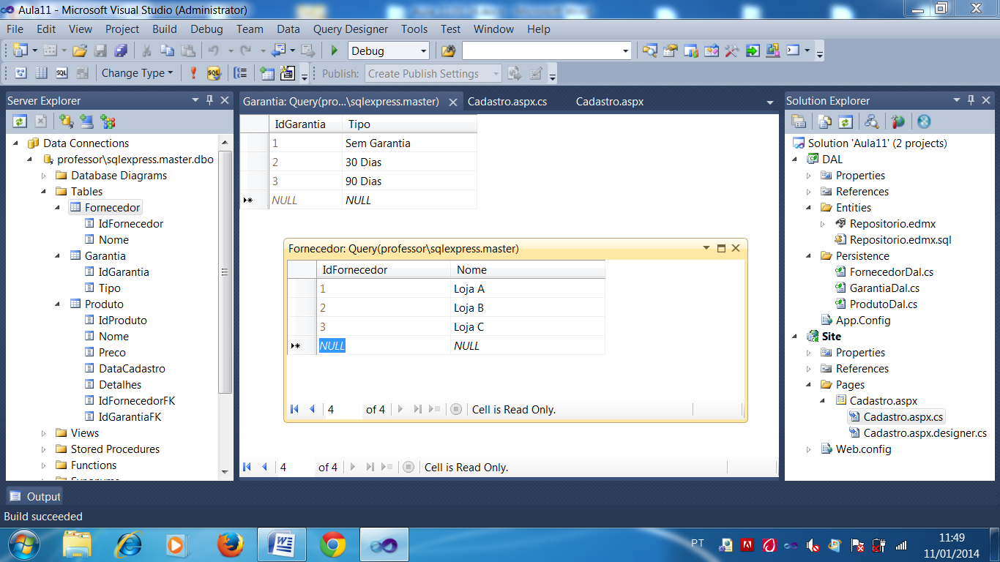 Aula11 - Microsoft Visual Studio (Administrator)
File Edit View Project Build Debug Team Data Query Designer Tools Test Window Help
Debug
SQL Change Type SQL Publish: Create Publish Settings
Server Explorer
Data Connections
professor\sqlexpress.master.dbo
Database Diagrams
Tables
Fornecedor
IdFornecedor
Nome
Garantia
IdGarantia
Tipo
Produto
IdProduto
Nome
Preco
DataCadastro
Detalhes
IdFornecedorFK
IdGarantiaFK
Views
Stored Procedures
Functions
Garantia: Query(pro...\sqlexpress.master) Cadastro.aspx.cs Cadastro.aspx
IdGarantia Tipo
1 Sem Garantia
2 30 Dias
3 90 Dias
NULL NULL
Fornecedor: Query(professor\sqlexpress.master)
IdFornecedor Nome
1 Loja A
2 Loja B
3 Loja C
NULL NULL
4 of 4 Cell is Read Only.
4 of 4 Cell is Read Only.
Solution Explorer
Solution 'Aula11' (2 projects)
DAL
Properties
References
Entities
Repositorio.edmx
Repositorio.edmx.sql
Persistence
FornecedorDal.cs
GarantiaDal.cs
ProdutoDal.cs
App.Config
Site
Properties
References
Pages
Cadastro.aspx
Cadastro.aspx.cs
Cadastro.aspx.designer.cs
Web.config
Output
Build succeeded
PT
11:49
11/01/2014